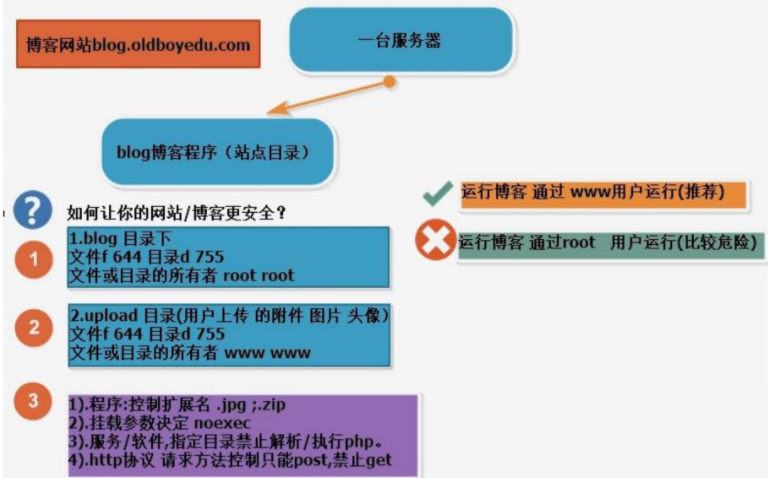 博客网站blog.oldboyedu.com
一台服务器
blog博客程序（站点目录）
运行博客 通过 www用户运行(推荐)
运行博客 通过root 用户运行(比较危险)
?
如何让你的网站/博客更安全?
1
1.blog 目录下
文件f 644 目录d 755
文件或目录的所有者 root root
2
2.upload 目录(用户上传 的附件 图片 头像）
文件f 644 目录d 755
文件或目录的所有者 www www
3
1).程序:控制扩展名 .jpg ;.zip
2).挂载参数决定 noexec
3).服务/软件,指定目录禁止解析/执行php。
4).http协议 请求方法控制只能post,禁止get